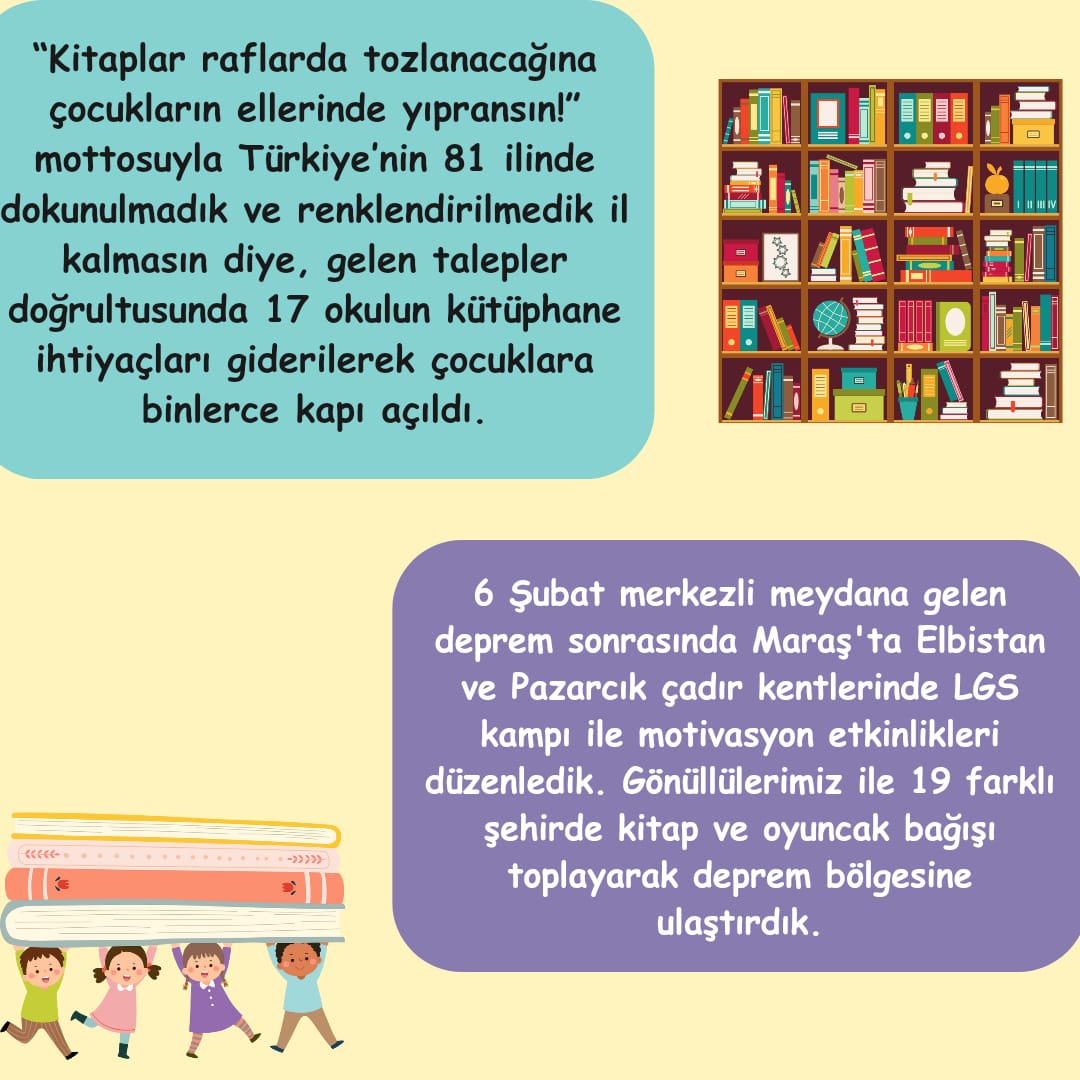 “Kitaplar raflarda tozlanacağına
çocukların ellerinde yıpransın!”
mottosuyla Türkiye’nin 81 ilinde
dokunulmadık ve renklendirilmedik il
kalmasın diye, gelen talepler
doğrultusunda 17 okulun kütüphane
ihtiyaçları giderilerek çocuklara
binlerce kapı açıldı.
6 Şubat merkezli meydana gelen
deprem sonrasında Maraş'ta Elbistan
ve Pazarcık çadır kentlerinde LGS
kampı ile motivasyon etkinlikleri
düzenledik. Gönüllülerimiz ile 19 farklı
şehirde kitap ve oyuncak bağışı
toplayarak deprem bölgesine
ulaştırdık.